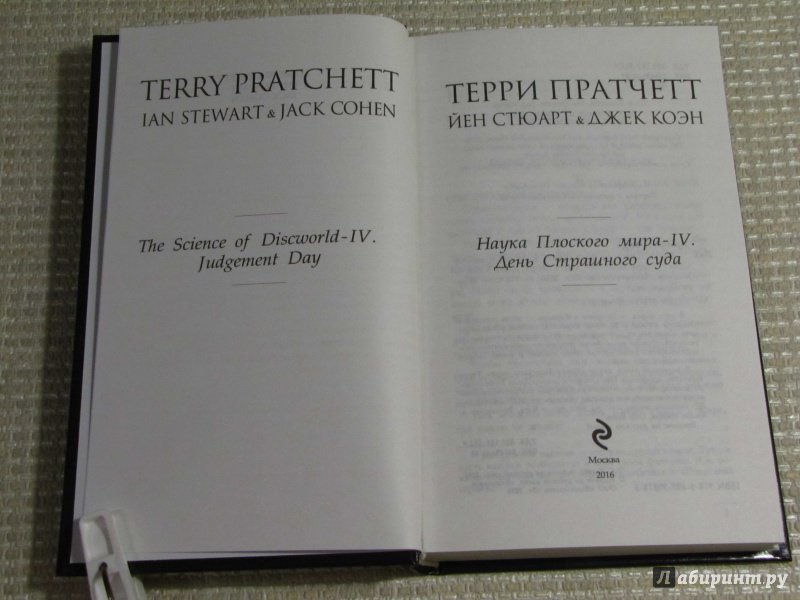 TERRY PRATCHETT
IAN STEWART & JACK COHEN
The Science of Discworld-IV.
Judgement Day
ТЕРРИ ПРАТЧЕТТ
ЙЕН СТЮАРТ & ДЖЕК КОЭН
Наука Плоского мира-IV.
День Страшного суда
Москва
2016
Лабиринт.ру